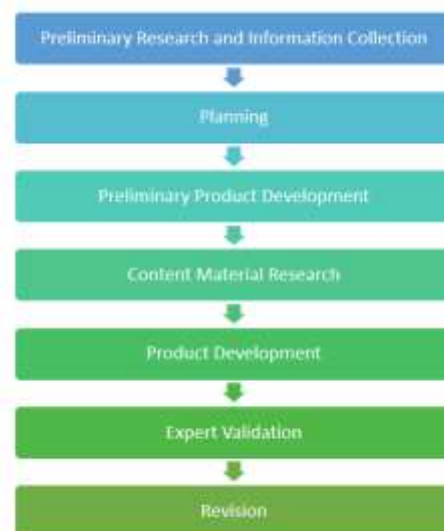 Preliminary Research and Information Collection
Planning
Preliminary Product Development
Content Material Research
Product Development
Expert Validation
Revision